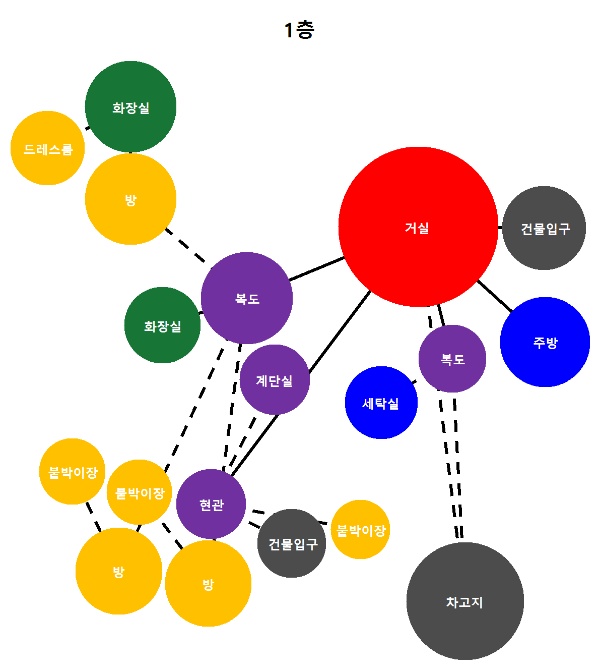 1층
화장실
드레스룸
방
거실
건물입구
복도
화장실
주방
복도
계단실
세탁실
붙박이장
붙박이장
현관
붙박이장
건물입구
방
방
차고지